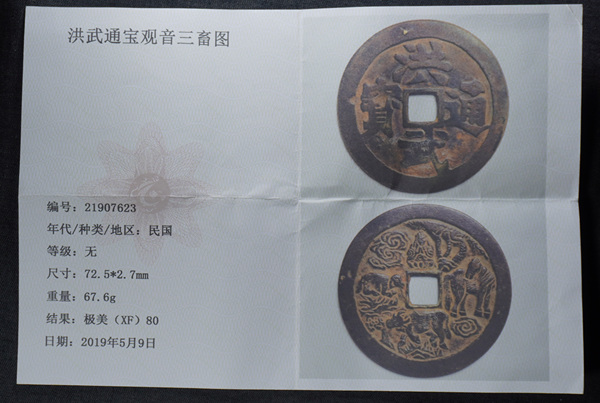 洪武通宝观音三畜图
编号：21907623
年代/种类/地区：民国
等级：无
尺寸：72.5*2.7mm
重量：67.6g
结果：极美（XF）80
日期：2019年5月9日
洪
寶 通
武